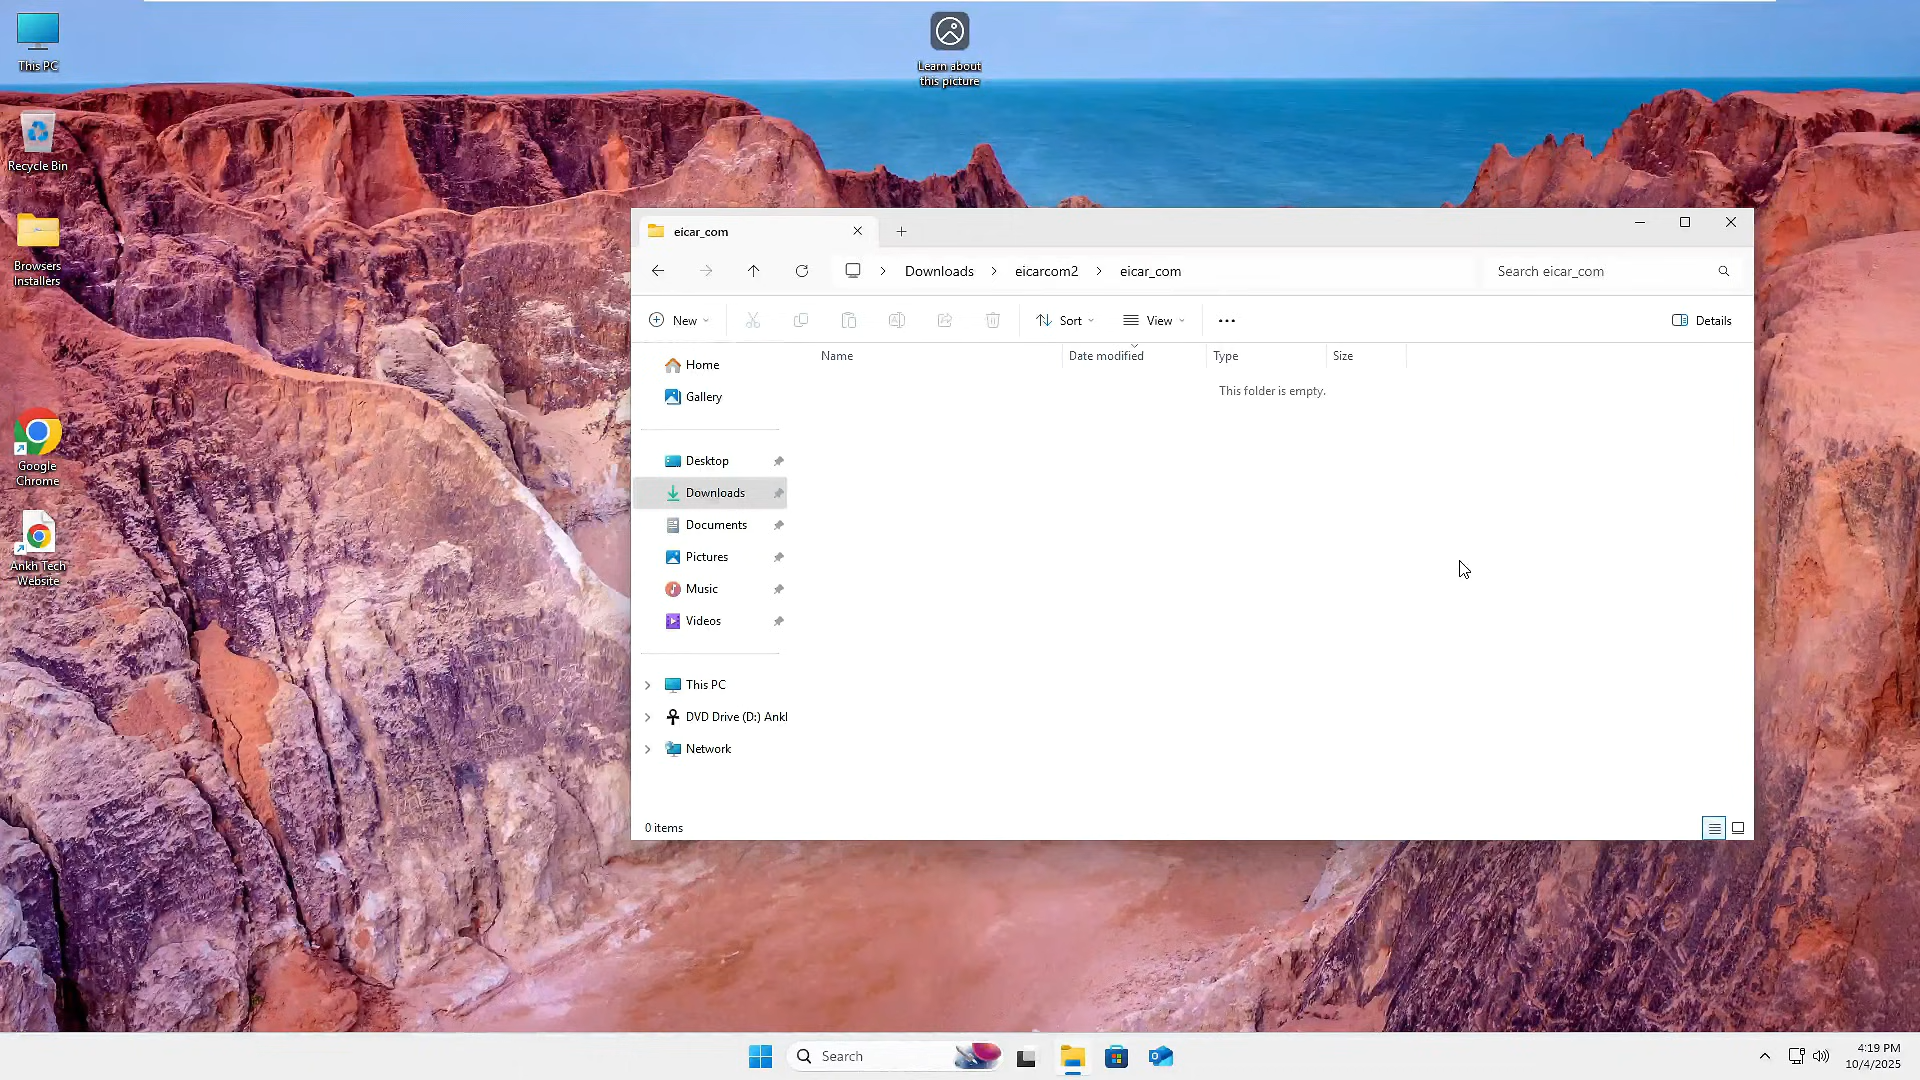 This PC
Learn about
this picture
Recycle Bin
Browsers
Installers
Google
Chrome
Ankh Tech
Website
eicar_com
Downloads
eicarcom2
eicar_com
Search eicar_com
New
Sort
View
Details
Name
Date modified
Type
Size
This folder is empty.
Home
Gallery
Desktop
Downloads
Documents
Pictures
Music
Videos
This PC
DVD Drive (D:) Ankl
Network
0 items
Search
4:19 PM
10/4/2025